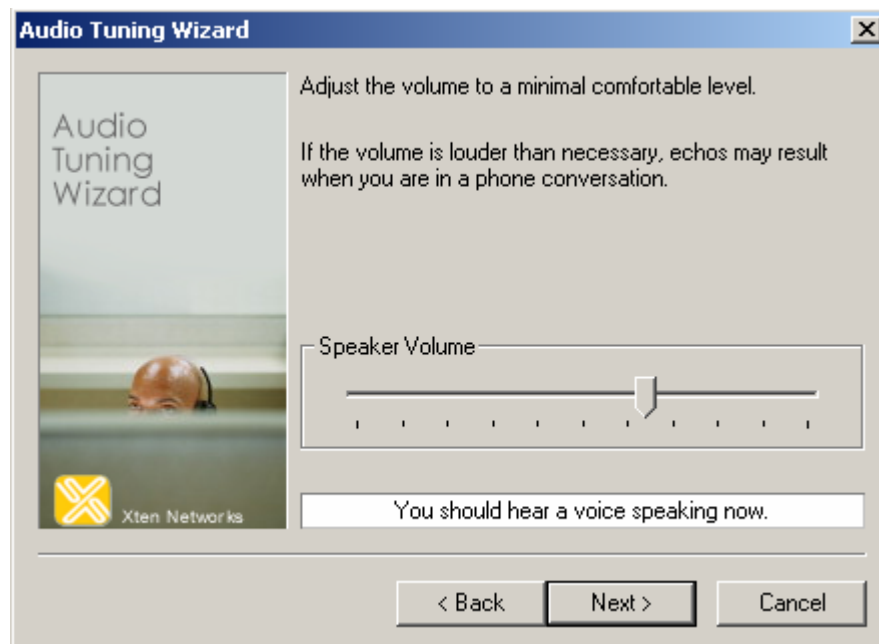 Audio Tuning Wizard
Audio
Tuning
Wizard
Xten Networks
Adjust the volume to a minimal comfortable level.
If the volume is louder than necessary, echos may result
when you are in a phone conversation.
Speaker Volume
You should hear a voice speaking now.
< Back
Next >
Cancel